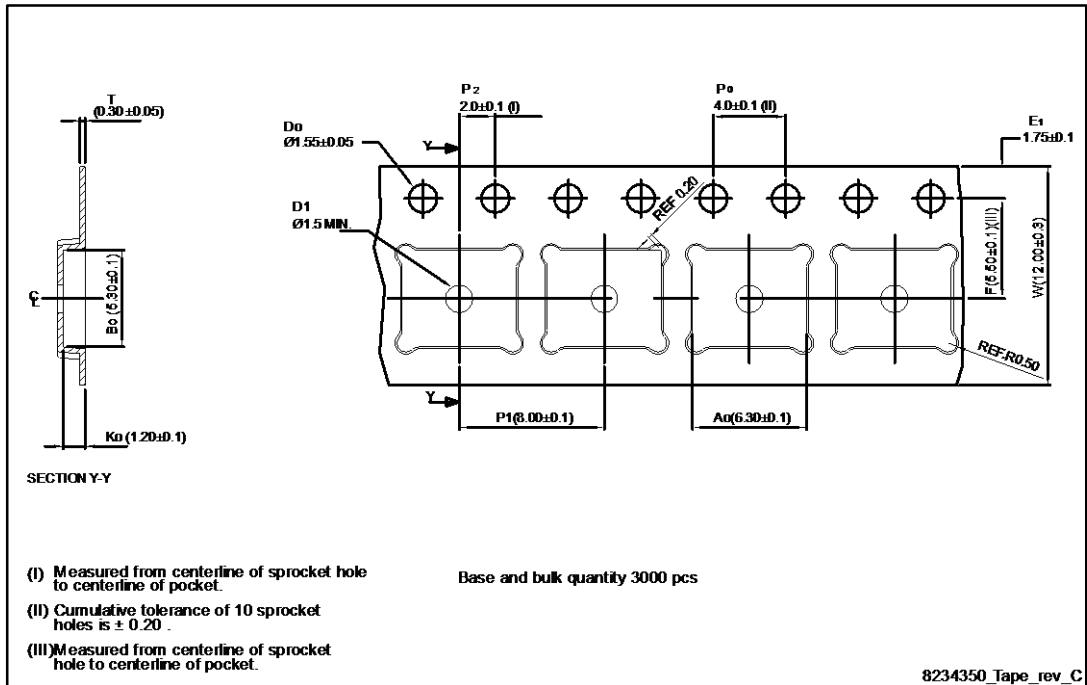 T
(0.30±0.05)
P2
2.0±0.1 (I)
P0
4.0±0.1 (II)
E1
1.75±0.1
D0
Ø1.55±0.05
Y
D1
Ø1.5 MIN.
REF 0.20
Bo (5.30±0.1)
F(5.50±0.1)(III)
W(12.00±0.3)
CL
REF.R0.50
Y
P1(8.00±0.1)
Ao(6.30±0.1)
Ko (1.20±0.1)
SECTION Y-Y
(I) Measured from centerline of sprocket hole
to centerline of pocket.
Base and bulk quantity 3000 pcs
(II) Cumulative tolerance of 10 sprocket
holes is ± 0.20 .
(III)Measured from centerline of sprocket
hole to centerline of pocket.
8234350_Tape_rev_C